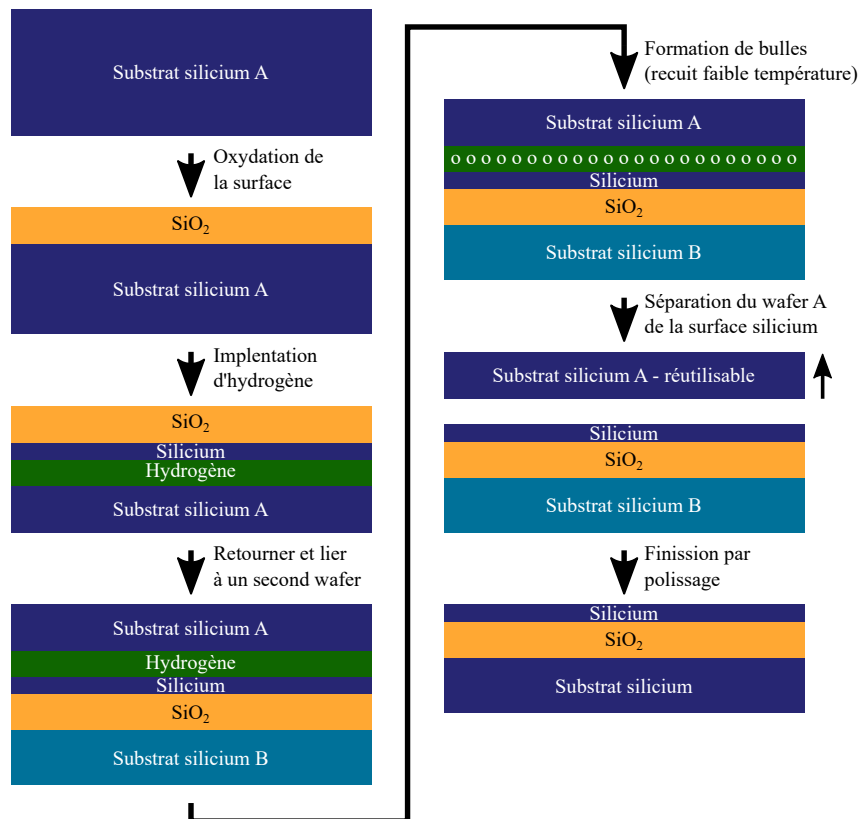 Substrat silicium A
Oxydation de
la surface
SiO₂
Substrat silicium A
Implentation
d'hydrogène
SiO₂
Silicium
Hydrogène
Substrat silicium A
Retourner et lier
à un second wafer
Substrat silicium A
Hydrogène
Silicium
SiO₂
Substrat silicium B
Formation de bulles
(recuit faible température)
Substrat silicium A
o o o o o o o o o o o o o o o o o o o o o o o
Silicium
SiO₂
Substrat silicium B
Séparation du wafer A
de la surface silicium
Substrat silicium A - réutilisable
Silicium
SiO₂
Substrat silicium B
Finission par
polissage
Silicium
SiO₂
Substrat silicium